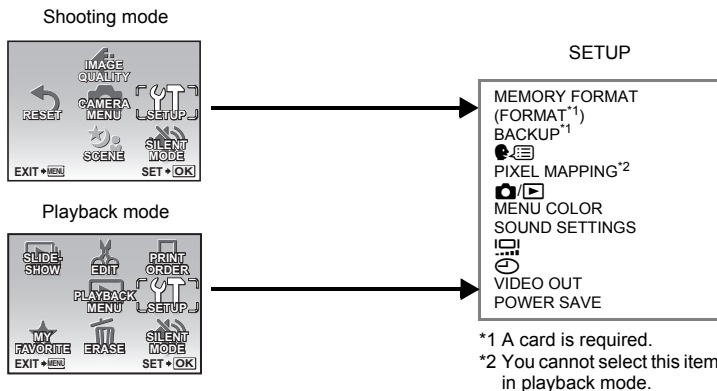 Shooting mode
IMAGE
QUALITY
RESET
CAMERA
MENU
SETUP
SCENE
SILENT
MODE
EXIT MENU
SET OK
Playback mode
SLIDE-
SHOW
EDIT
PRINT
ORDER
PLAYBACK
MENU
SETUP
MY
FAVORITE
ERASE
SILENT
MODE
EXIT MENU
SET OK
SETUP
MEMORY FORMAT
(FORMAT*1)
BACKUP*1
PIXEL MAPPING*2
/
MENU COLOR
SOUND SETTINGS
VIDEO OUT
POWER SAVE
*1 A card is required.
*2 You cannot select this item
in playback mode.